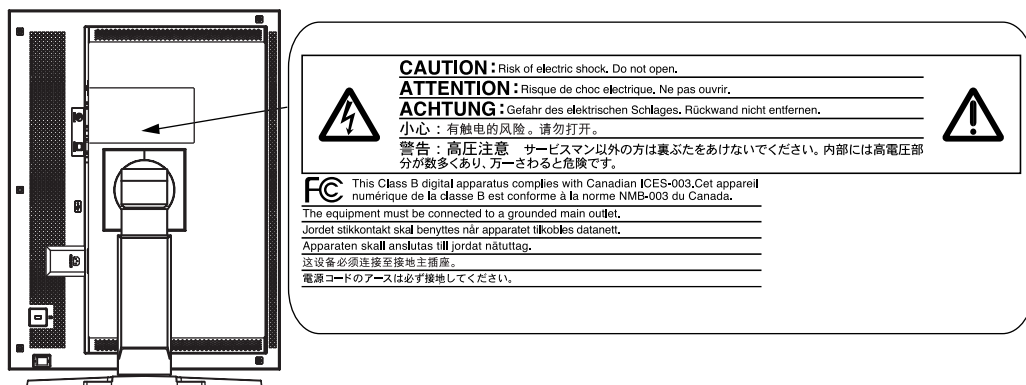 CAUTION : Risk of electric shock. Do not open.
ATTENTION : Risque de choc electrique. Ne pas ouvrir.
ACHTUNG : Gefahr des elektrischen Schlages. Rückwand nicht entfernen.
小心 : 有触电的风险。请勿打开。
警告 : 高圧注意 サービスマン以外の方は裏ぶたをあけないでください。内部には高電圧部
分が数多くあり、万一さわると危険です。
FC This Class B digital apparatus complies with Canadian ICES-003.Cet appareil
numérique de la classe B est conforme à la norme NMB-003 du Canada.
The equipment must be connected to a grounded main outlet.
Jordet stikkontakt skal benyttes når apparatet tilkobles datanett.
Apparaten skall anslutas till jordat nätuttag.
这设备必须连接至接地主插座。
電源コードのアースは必ず接地してください。